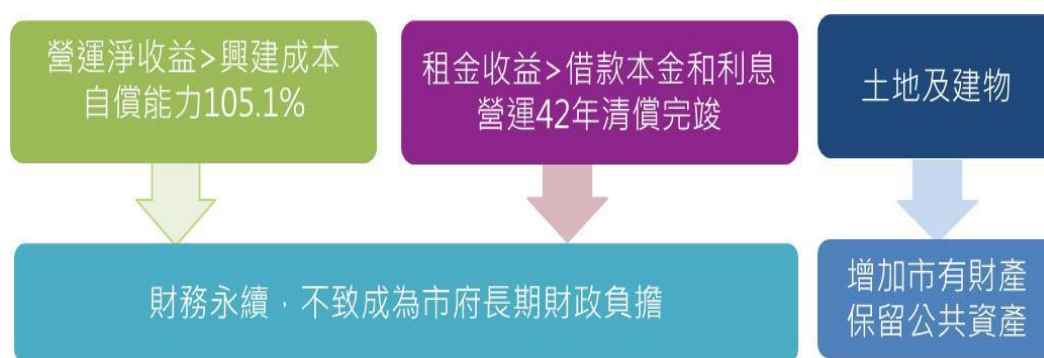 營運淨收益>興建成本
自償能力105.1%
租金收益>借款本金和利息
營運42年清償完竣
土地及建物
財務永續，不致成為市府長期財政負擔
增加市有財產
保留公共資產